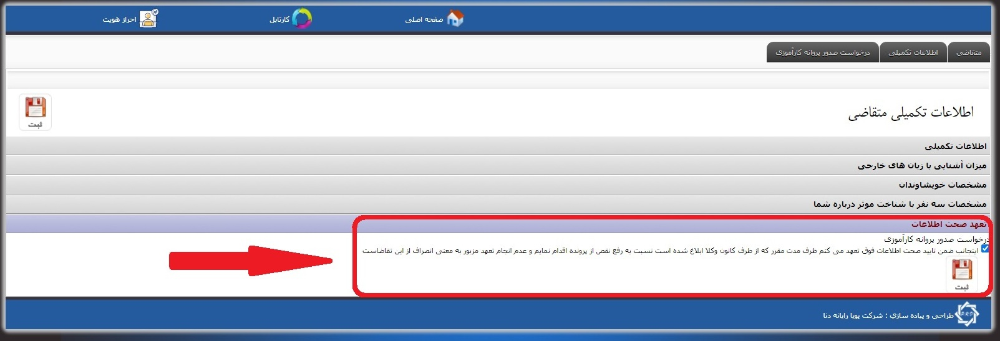 صفحه اصلی
کارتابل
احراز هویت
متقاضي
اطلاعات تکمیلی
درخواست صدور پروانه کارآموزی
اطلاعات تکمیلی متقاضی
ثبت
اطلاعات تکمیلی
میزان آشنایی با زبان های خارجی
مشخصات خویشاوندان
مشخصات سه نفر با شناخت موثر درباره شما
تعهد صحت اطلاعات
درخواست صدور پروانه کارآموزی
اینجانب ضمن تایید صحت اطلاعات فوق تعهد می کنم ظرف مدت مقرر که از طرف کانون وکلا ابلاغ شده است نسبت به رفع نقص از پرونده اقدام نمایم و عدم انجام تعهد مزبور به معنی انصراف از این تقاضاست
ثبت
طراحي و پياده سازي : شرکت پویا رایانه دنا